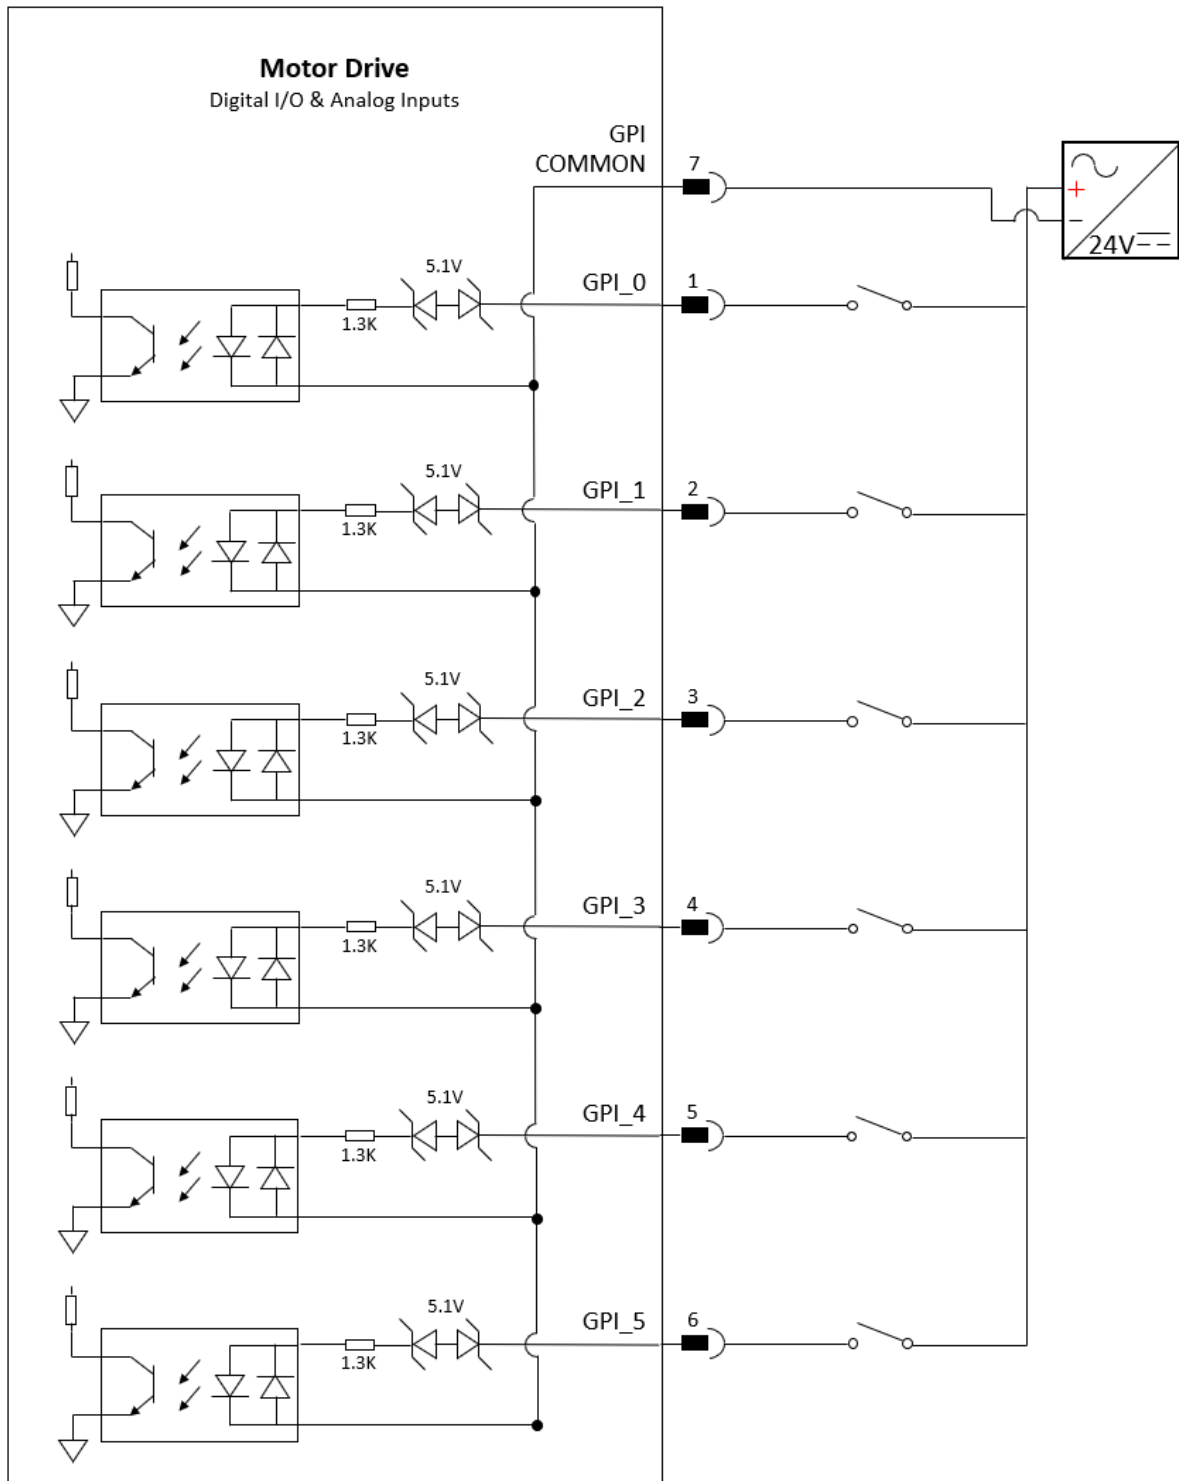 Motor Drive
Digital I/O & Analog Inputs
GPI
COMMON
7
+
−
24V
5.1V
GPI_0
1
1.3K
5.1V
GPI_1
2
1.3K
5.1V
GPI_2
3
1.3K
5.1V
GPI_3
4
1.3K
5.1V
GPI_4
5
1.3K
5.1V
GPI_5
6
1.3K